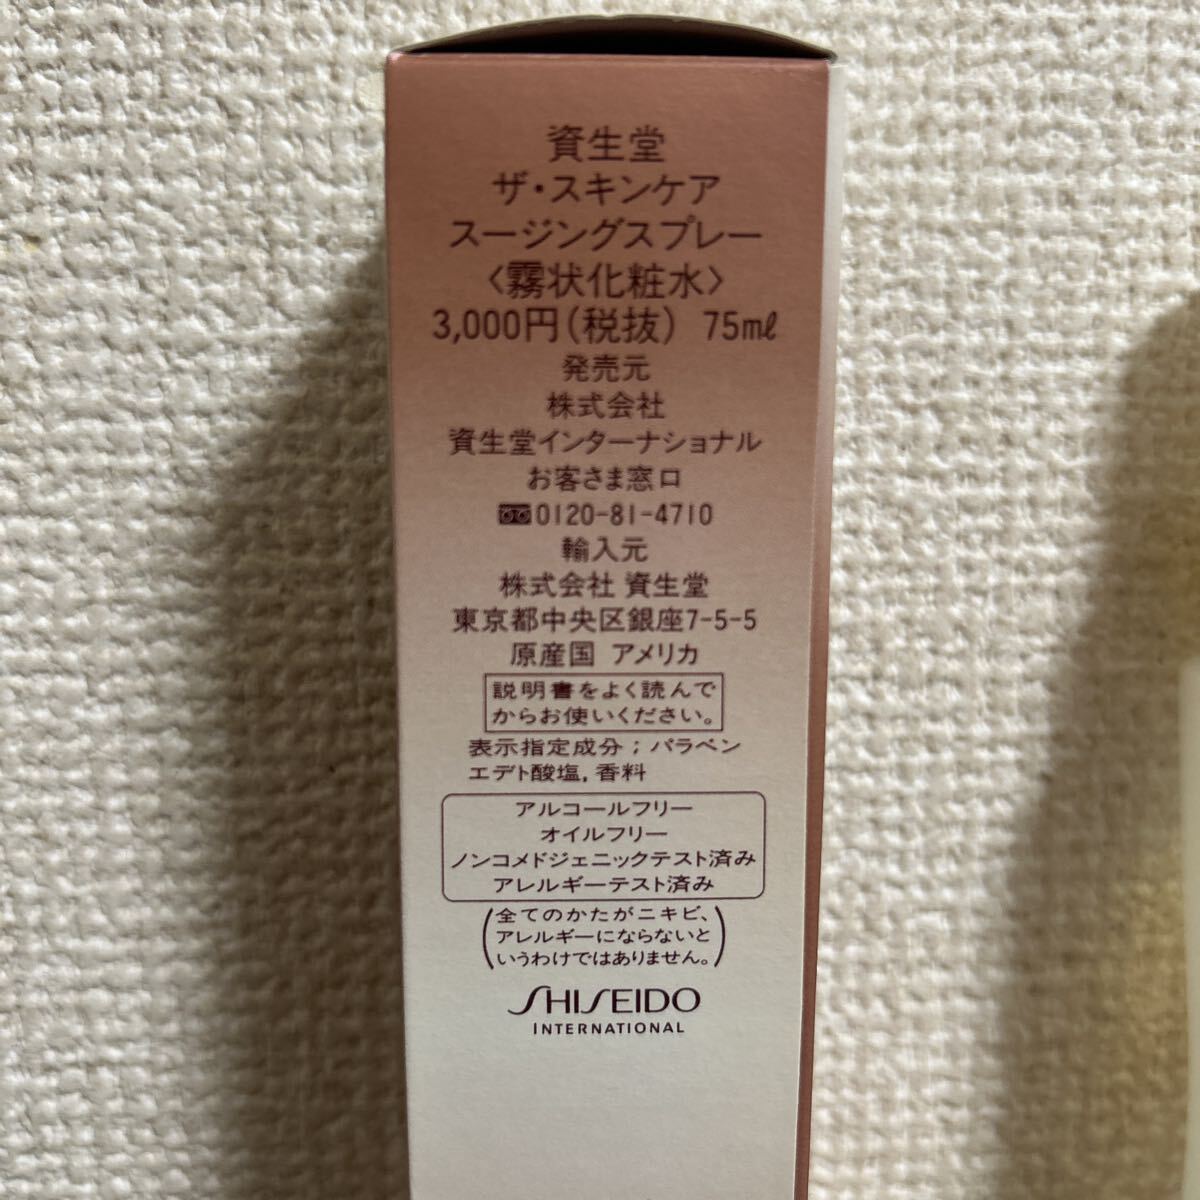 資生堂
ザ・スキンケア
スージングスプレー
〈霧状化粧水〉
3,000円(税抜) 75ml
発売元
株式会社
資生堂インターナショナル
お客さま窓口
0120-81-4710
輸入元
株式会社 資生堂
東京都中央区銀座7-5-5
原産国 アメリカ
説明書をよく読んで
からお使いください。
表示指定成分；パラベン
エデト酸塩,香料
アルコールフリー
オイルフリー
ノンコメドジェニックテスト済み
アレルギーテスト済み
(全てのかたがニキビ、
アレルギーにならないと
いうわけではありません。)
SHISEIDO
INTERNATIONAL